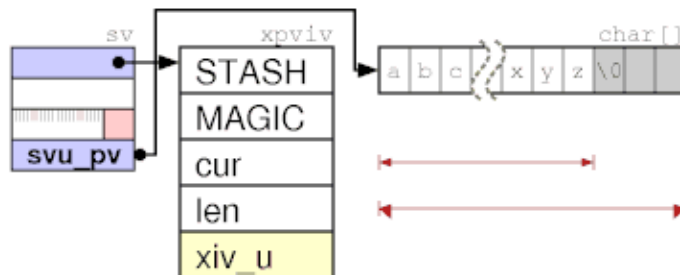 sv xpviv char[]
STASH a b c x y z \0
MAGIC
svu_pv cur
len
xiv_u